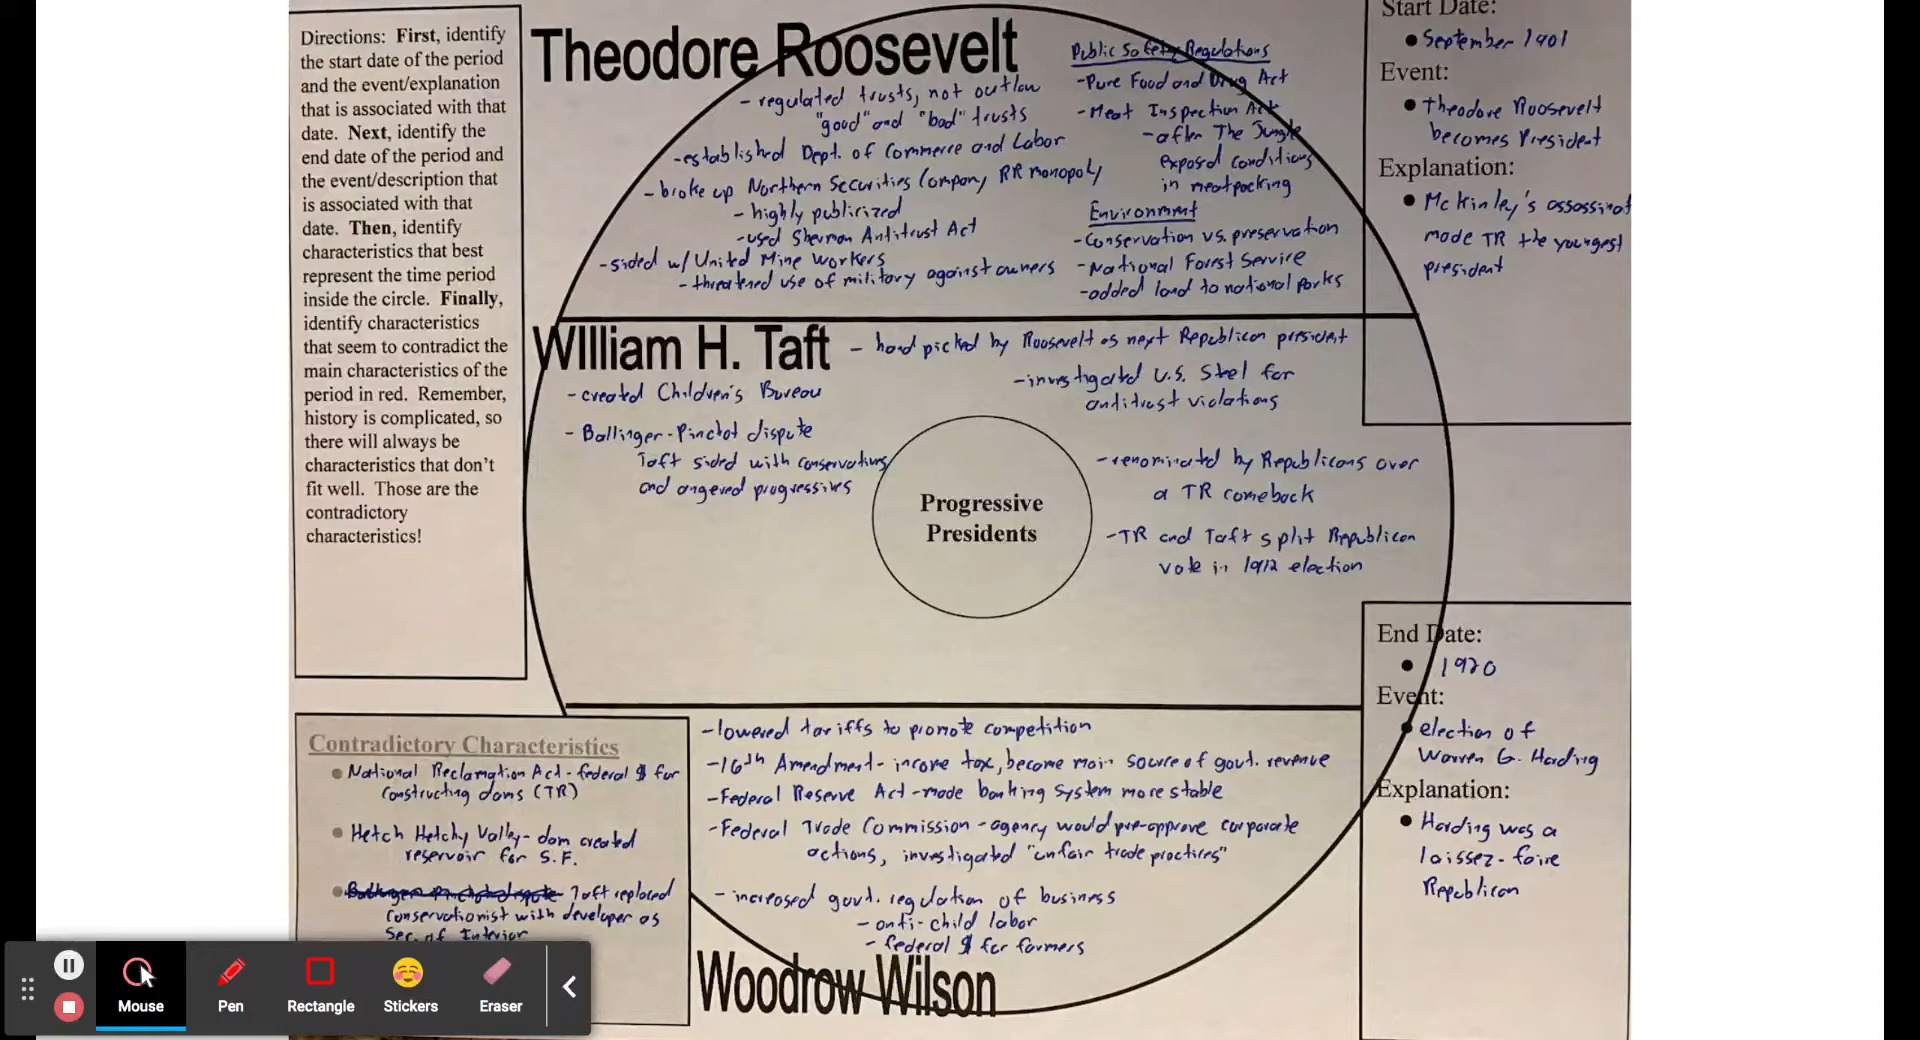 Directions: First, identify
the start date of the period
and the event/explanation
that is associated with that
date. Next, identify the
end date of the period and
the event/description that
is associated with that
date. Then, identify
characteristics that best
represent the time period
inside the circle. Finally,
identify characteristics
that seem to contradict the
main characteristics of the
period in red. Remember,
history is complicated, so
there will always be
characteristics that don't
fit well. Those are the
contradictory
characteristics!
Theodore Roosevelt
- regulated trusts, not outlaw
"good" and "bad" trusts
- established Dept. of Commerce and Labor
- broke up Northern Securities Company RR monopoly
- highly publicized
- used Sherman Antitrust Act
- sided w/ United Mine Workers
- threatened use of military against owners
Public Safety Regulations
- Pure Food and Drug Act
- Meat Inspection Act
- after The Jungle
exposed conditions
in meatpacking
Environment
- Conservation vs. preservation
- National Forest Service
- added land to national parks
Start Date:
September 1901
Event:
Theodore Roosevelt
becomes President
Explanation:
McKinley's assassinat
made TR the youngest
president
WIlliam H. Taft
- hand picked by Roosevelt as next Republican president
- created Children's Bureau
- Ballinger-Pinchot dispute
Taft sided with conservatives
and angered progressives
- investigated U.S. Steel for
antitrust violations
Progressive
Presidents
- renominated by Republicans over
a TR comeback
- TR and Taft split Republican
vote in 1912 election
End Date:
1920
Event:
election of
Warren G. Harding
Explanation:
Harding was a
laissez-faire
Republican
Contradictory Characteristics
National Reclamation Act - federal $ for
constructing dams (TR)
Hetch Hetchy Valley - dam created
reservoir for S.F.
Ballinger Pinchot dispute Taft replaced
Conservationist with developer as
Sec. of Interior
- lowered tariffs to promote competition
- 16th Amendment - income tax, became main source of govt. revenue
- Federal Reserve Act - made banking system more stable
- Federal Trade Commission - agency would pre-approve corporate
actions, investigated "unfair trade practices"
- increased govt. regulation of business
- anti-child labor
- federal $ for farmers
Woodrow Wilson
Mouse
Pen
Rectangle
Stickers
Eraser